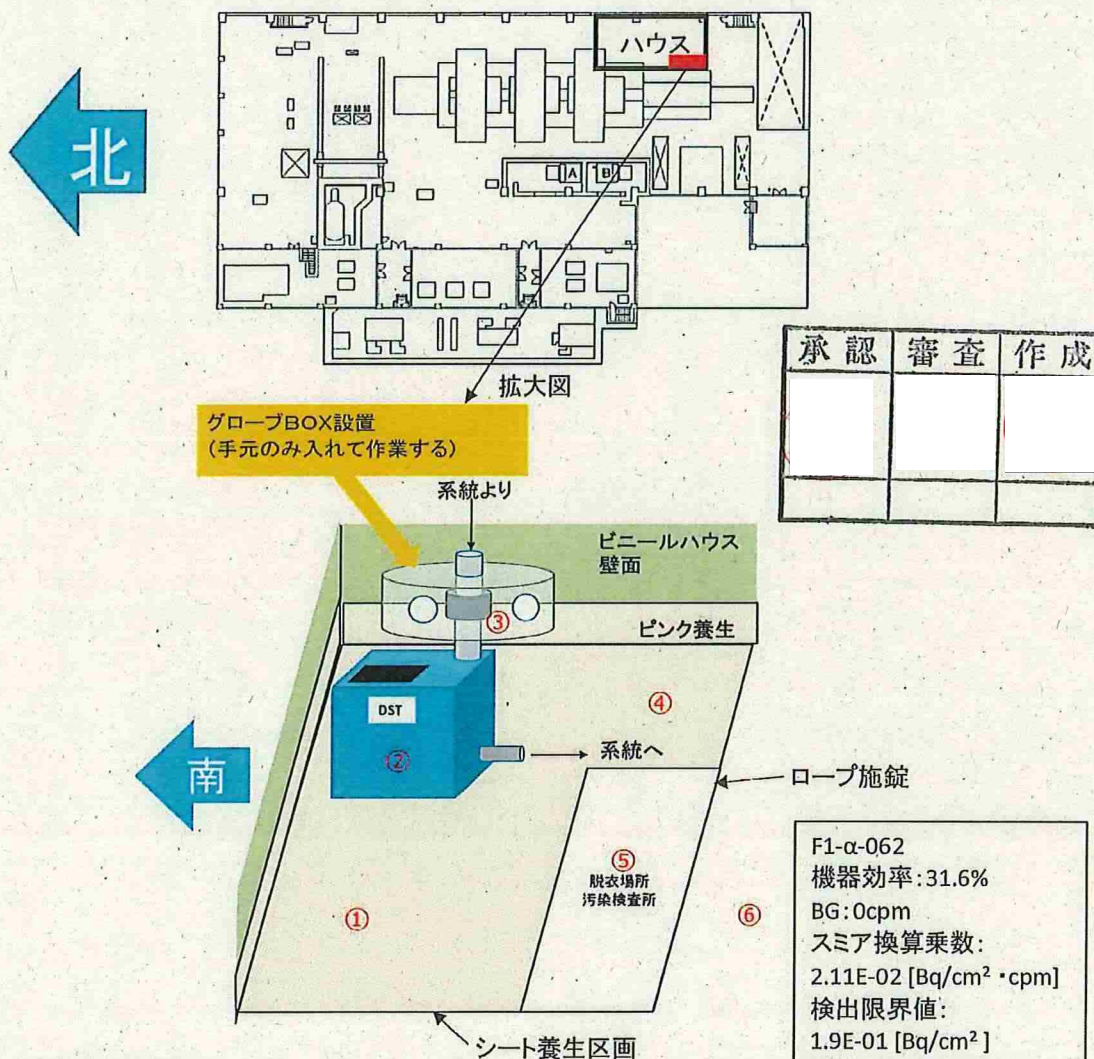 ハウス
北
A
B
承認
審査
作成
拡大図
グローブBOX設置
(手元のみ入れて作業する)
系統より
ビニールハウス
壁面
③
ピンク養生
DST
②
④
南
系統へ
ロープ施錠
⑤
脱衣場所
汚染検査所
①
⑥
F1-α-062
機器効率:31.6%
BG:0cpm
スミア換算乗数:
2.11E-02 [Bq/cm²・cpm]
検出限界値:
1.9E-01 [Bq/cm²]
シート養生区画